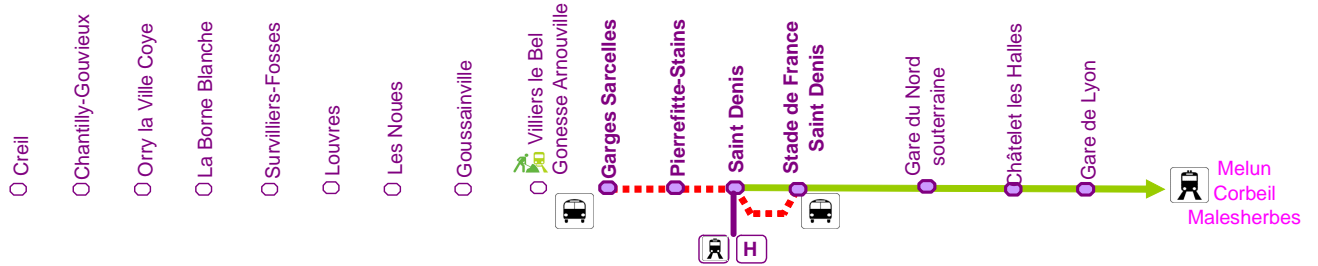 Creil
Chantilly-Gouvieux
Orry la Ville Coye
La Borne Blanche
Survilliers-Fosses
Louvres
Les Noues
Goussainville
Villiers le Bel
Gonesse Arnouville
Garges Sarcelles
Pierrefitte-Stains
Saint Denis
Stade de France
Saint Denis
Gare du Nord
souterraine
Châtelet les Halles
Gare de Lyon
Melun
Corbeil
Malesherbes
H